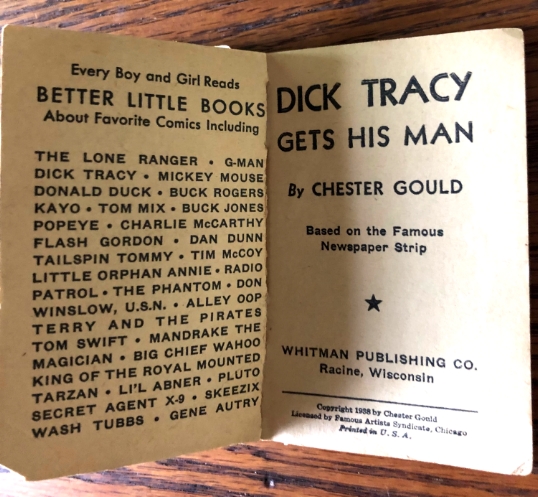 Every Boy and Girl Reads
BETTER LITTLE BOOKS
About Favorite Comics Including
THE LONE RANGER • G-MAN
DICK TRACY • MICKEY MOUSE
DONALD DUCK • BUCK ROGERS
KAYO • TOM MIX • BUCK JONES
POPEYE • CHARLIE McCARTHY
FLASH GORDON • DAN DUNN
TAILSPIN TOMMY • TIM McCOY
LITTLE ORPHAN ANNIE • RADIO
PATROL • THE PHANTOM • DON
WINSLOW, U.S.N. • ALLEY OOP
TERRY AND THE PIRATES
TOM SWIFT • MANDRAKE THE
MAGICIAN • BIG CHIEF WAHOO
KING OF THE ROYAL MOUNTED
TARZAN • LI'L ABNER • PLUTO
SECRET AGENT X-9 • SKEEZIX
WASH TUBBS • GENE AUTRY
DICK TRACY
GETS HIS MAN
By CHESTER GOULD
Based on the Famous
Newspaper Strip
★
WHITMAN PUBLISHING CO.
Racine, Wisconsin
Copyright 1938 by Chester Gould
Licensed by Famous Artists Syndicate, Chicago
Printed in U. S. A.